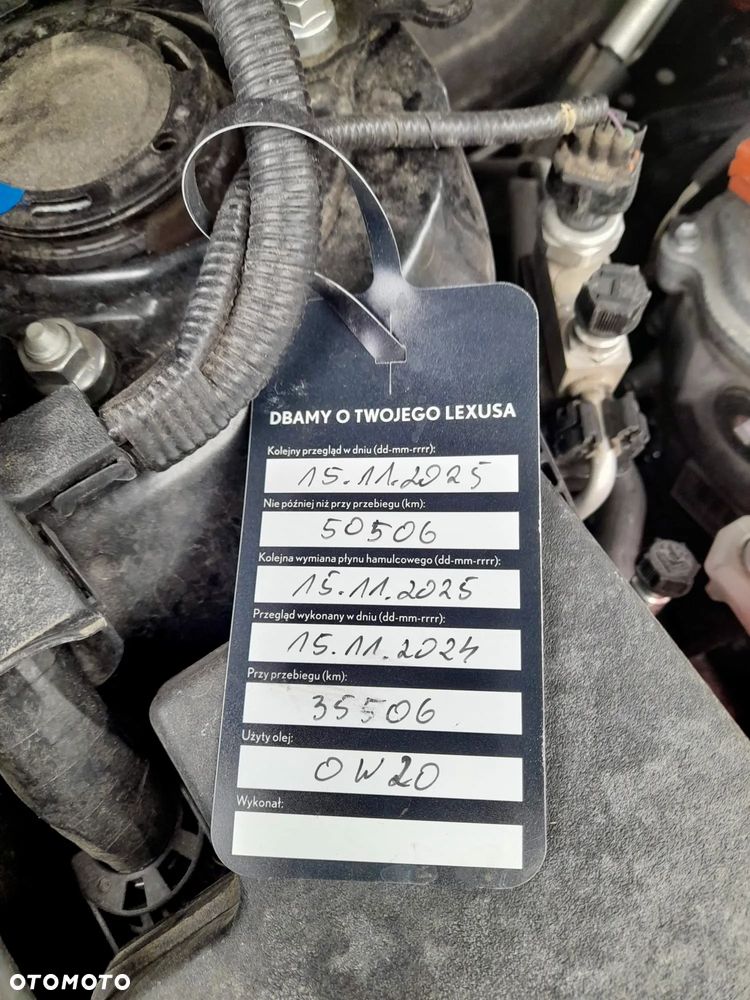 DBAMY O TWOJEGO LEXUSA
Kolejny przegląd w dniu (dd-mm-rrrr):
15.11.2025
Nie później niż przy przebiegu (km):
50506
Kolejna wymiana płynu hamulcowego (dd-mm-rrrr):
15.11.2025
Przegląd wykonany w dniu (dd-mm-rrrr):
15.11.2024
Przy przebiegu (km):
35506
Użyty olej:
0W20
Wykonał:
OTOMOTO